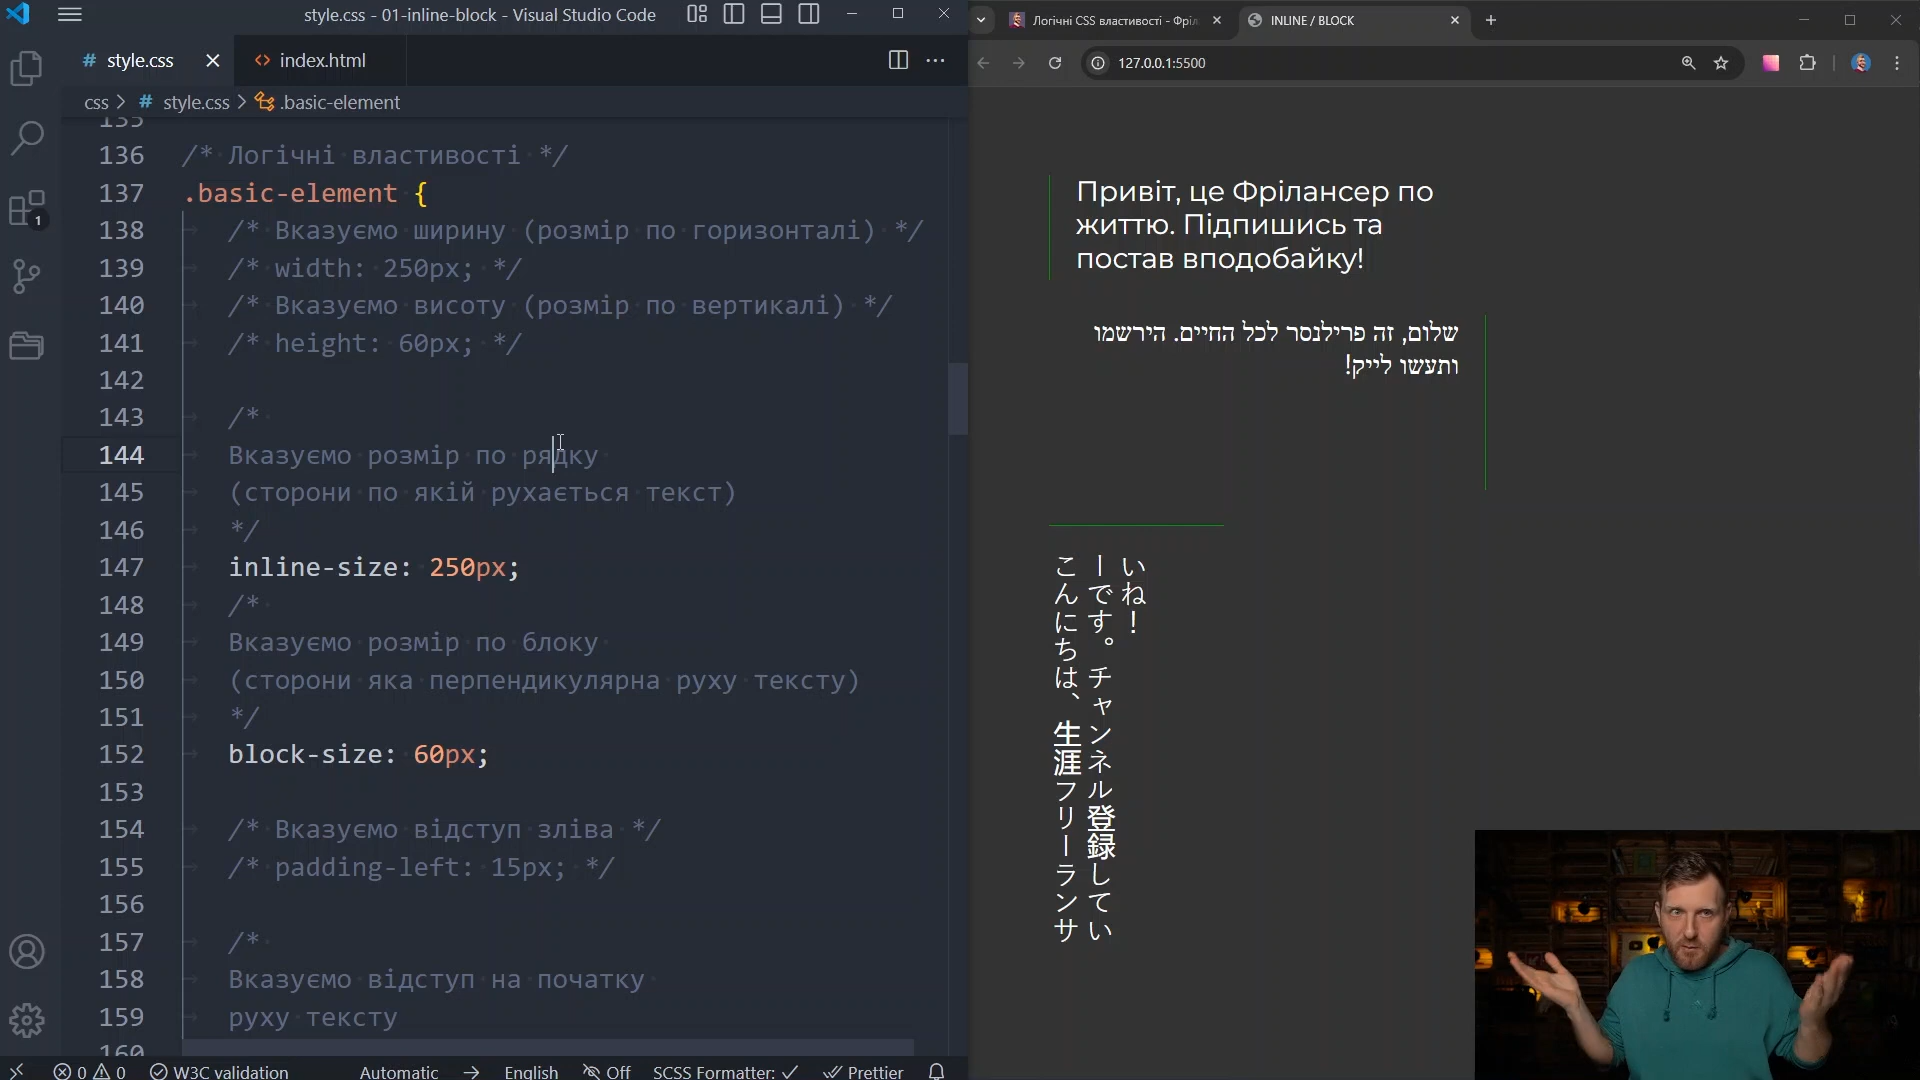 style.css - 01-inline-block - Visual Studio Code
# style.css
<> index.html
css > # style.css > .basic-element
135
136 /* Логічні властивості */
137 .basic-element {
138 /* Вказуємо ширину (розмір по горизонталі) */
139 /* width: 250px; */
140 /* Вказуємо висоту (розмір по вертикалі) */
141 /* height: 60px; */
142
143 /*
144 Вказуємо розмір по рядку
145 (сторони по якій рухається текст)
146 */
147 inline-size: 250px;
148 /*
149 Вказуємо розмір по блоку
150 (сторони яка перпендикулярна руху тексту)
151 */
152 block-size: 60px;
153
154 /* Вказуємо відступ зліва */
155 /* padding-left: 15px; */
156
157 /*
158 Вказуємо відступ на початку
159 руху тексту
160
1
0 0 W3C validation Automatic → English Off SCSS Formatter: ✓ Prettier
Логічні CSS властивості - Фріл
INLINE / BLOCK
127.0.0.1:5500
Привіт, це Фрілансер по
життю. Підпишись та
постав вподобайку!
שלום, זה פרילנסר לכל החיים. הירשמו
ותעשו לייק!
こんにちは、生涯フリーランサ
ーです。チャンネル登録してい
いね！